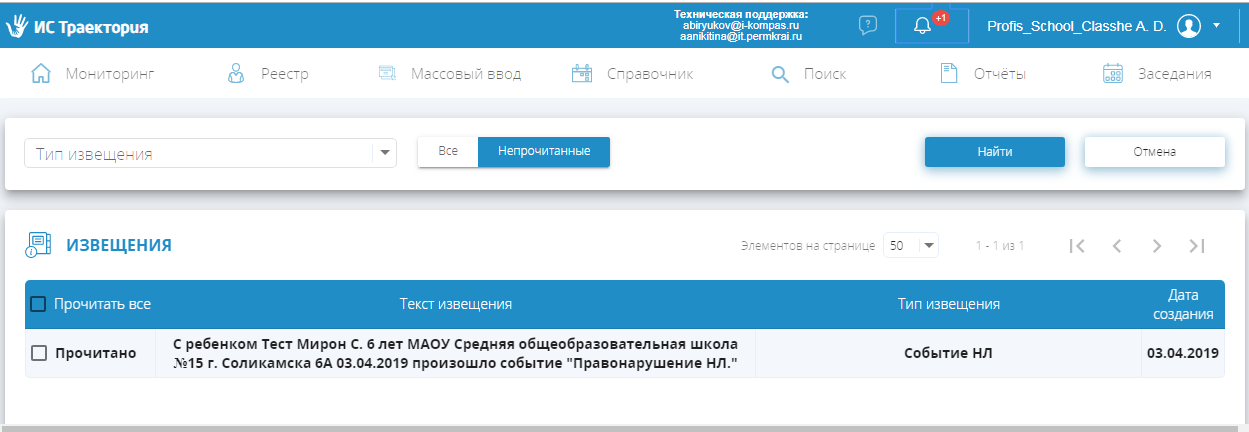 ИС Траектория
Техническая поддержка:
abiryukov@i-kompas.ru
aanikitina@it.permkrai.ru
?
+1
Profis_School_Classhe A. D.
Мониторинг
Реестр
Массовый ввод
Справочник
Поиск
Отчёты
Заседания
Тип извещения
Все
Непрочитанные
Найти
Отмена
ИЗВЕЩЕНИЯ
Элементов на странице 50
1 - 1 из 1
Прочитать все
Текст извещения
Тип извещения
Дата
создания
Прочитано
С ребенком Тест Мирон С. 6 лет МАОУ Средняя общеобразовательная школа
№15 г. Соликамска 6А 03.04.2019 произошло событие "Правонарушение НЛ."
Событие НЛ
03.04.2019